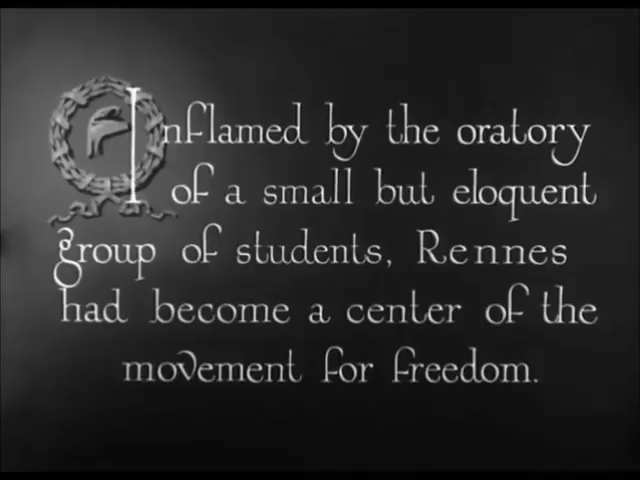 Inflamed by the oratory
of a small but eloquent
group of students, Rennes
had become a center of the
movement for freedom.